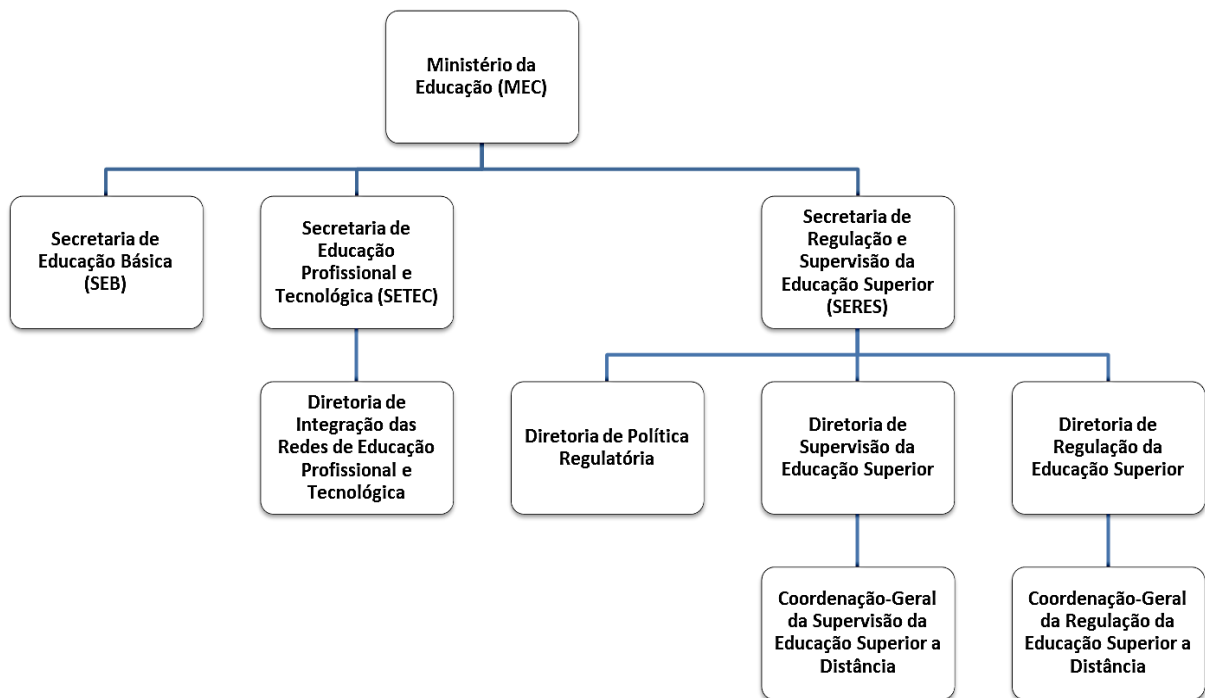 Ministério da
Educação (MEC)
Secretaria de
Educação Básica
(SEB)
Secretaria de
Educação
Profissional e
Tecnológica (SETEC)
Secretaria de
Regulação e
Supervisão da
Educação Superior
(SERES)
Diretoria de
Integração das
Redes de Educação
Profissional e
Tecnológica
Diretoria de Política
Regulatória
Diretoria de
Supervisão da
Educação Superior
Diretoria de
Regulação da
Educação Superior
Coordenação-Geral
da Supervisão da
Educação Superior a
Distância
Coordenação-Geral
da Regulação da
Educação Superior a
Distância